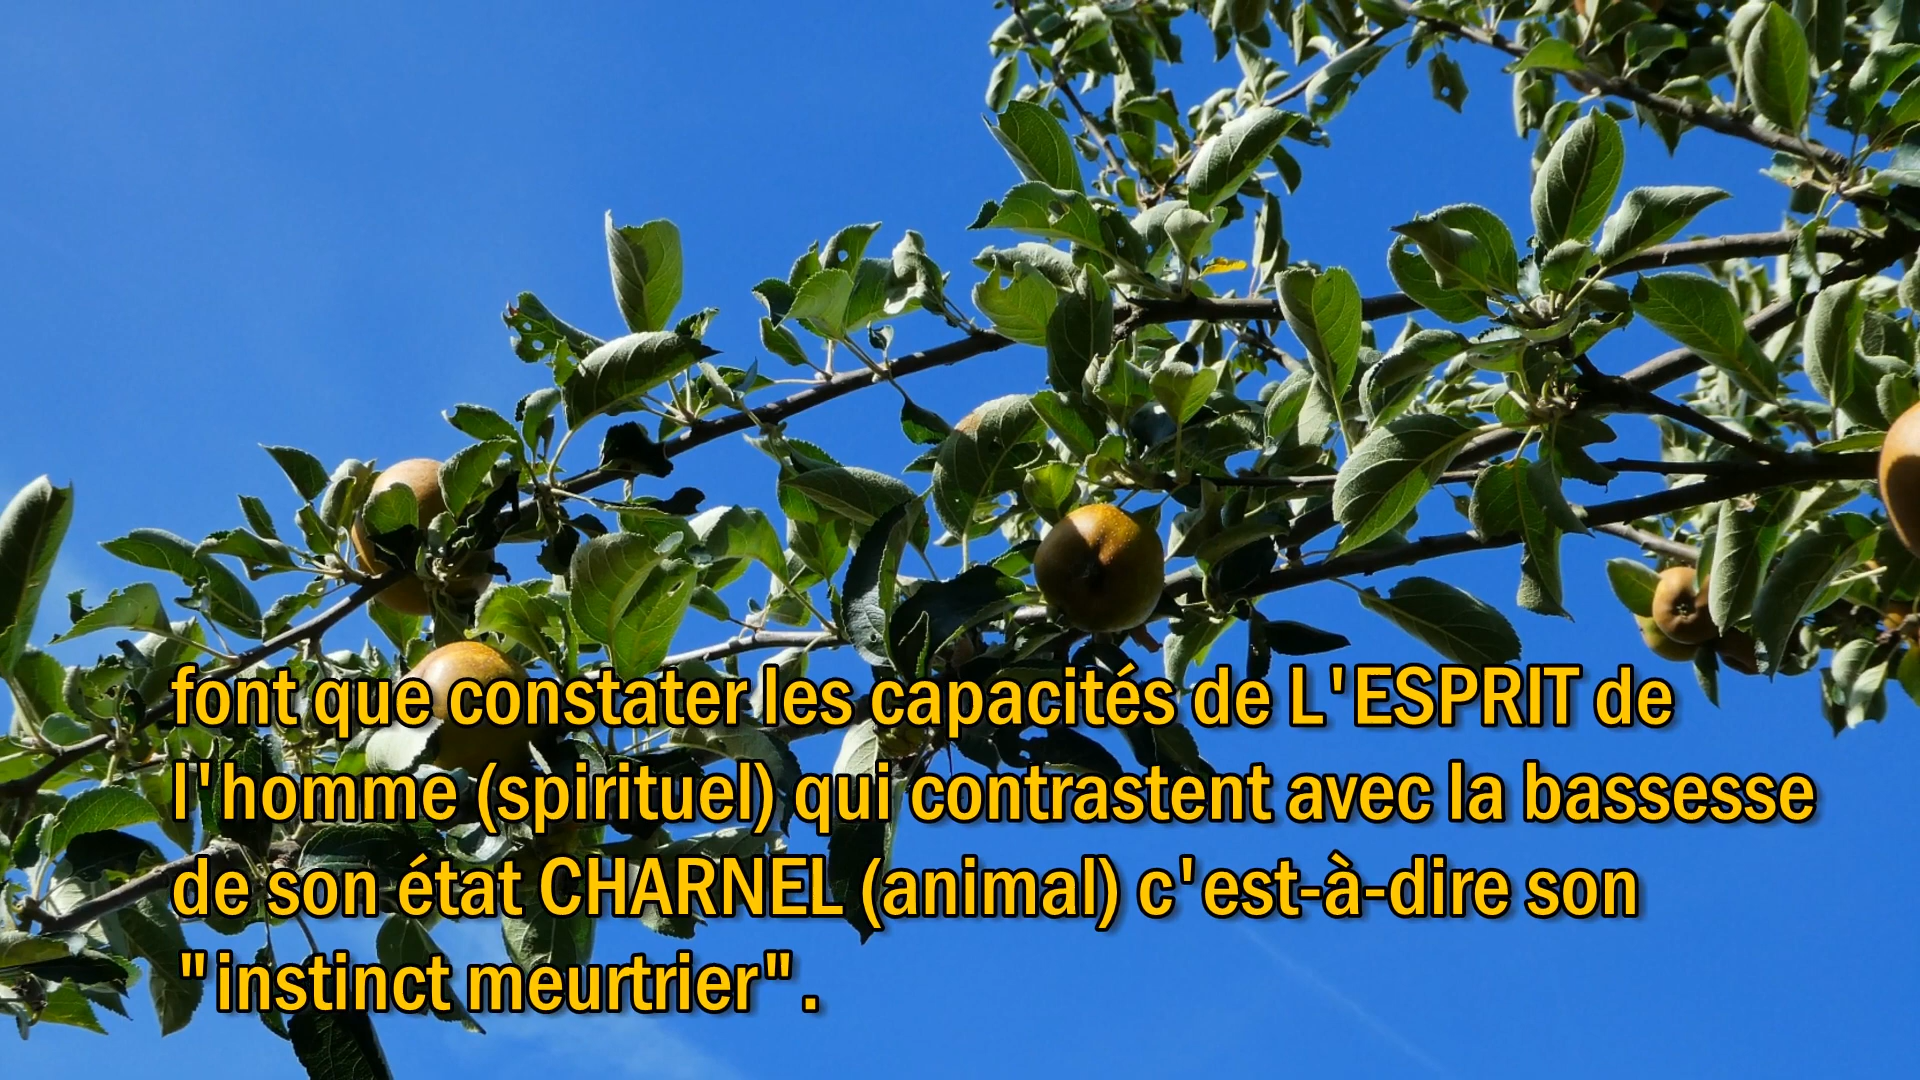 font que constater les capacités de L'ESPRIT de
l'homme (spirituel) qui contrastent avec la bassesse
de son état CHARNEL (animal) c'est-à-dire son
"instinct meurtrier".